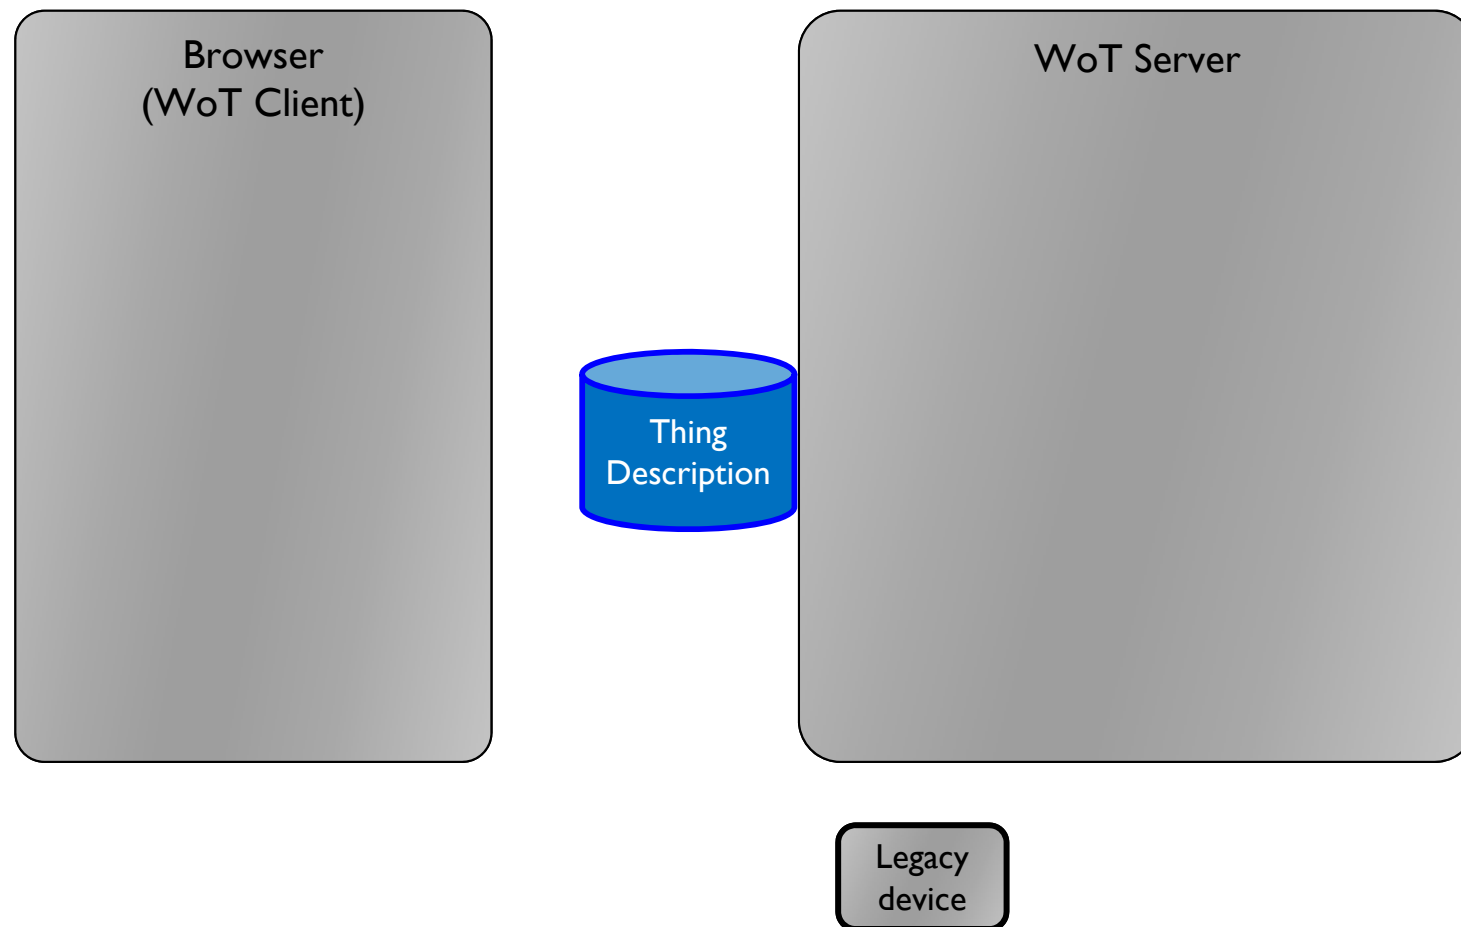 Browser
(WoT Client)
WoT Server
Thing
Description
Legacy
device